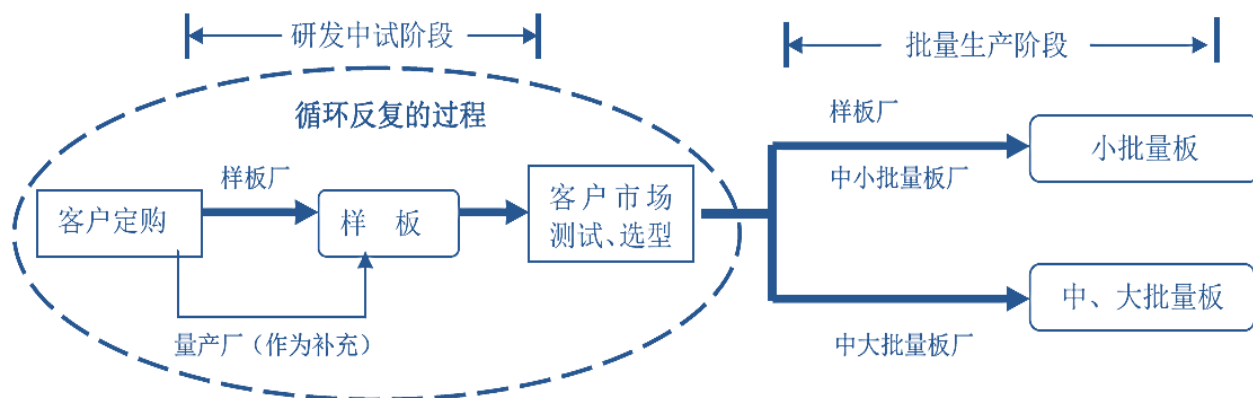 研发中试阶段
批量生产阶段
循环反复的过程
样板厂
客户定购
样 板
客户市场
测试、选型
量产厂（作为补充）
样板厂
中小批量板厂
小批量板
中、大批量板
中大批量板厂